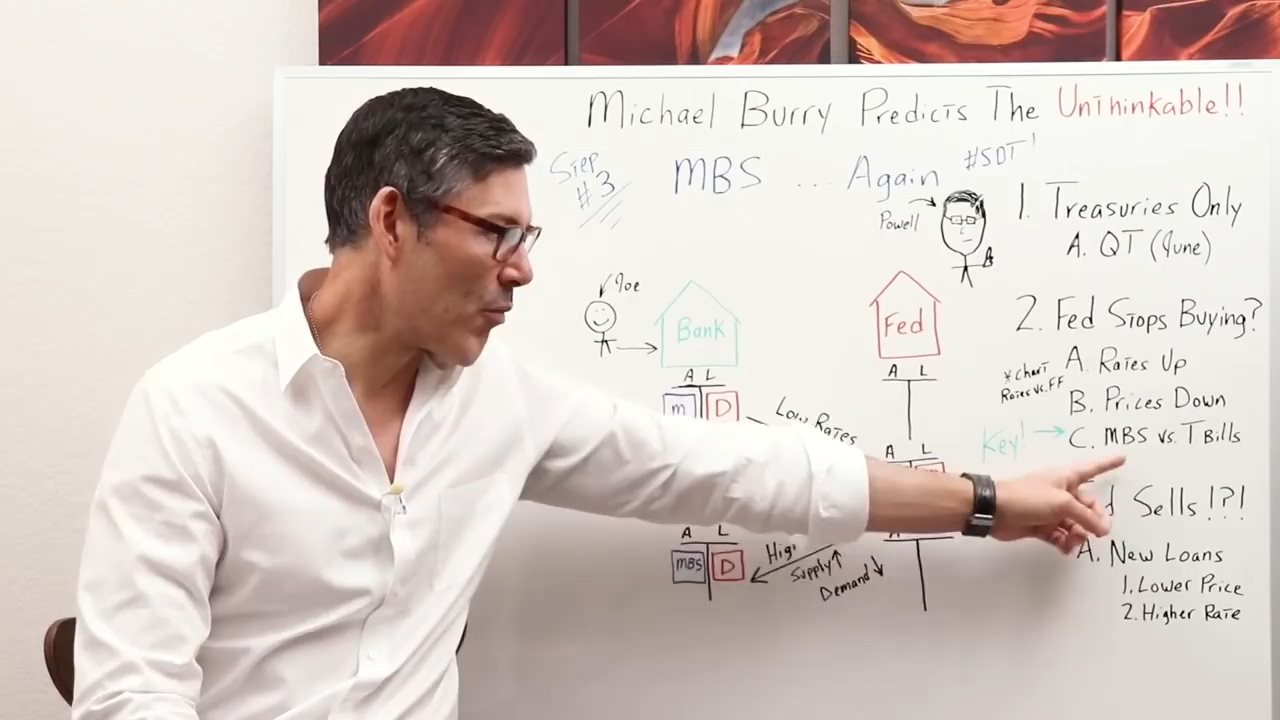 Michael Burry Predicts The Unthinkable!!
Step
#3
MBS ... Again
#SDT!
Powell
1. Treasuries Only
A. QT (June)
Joe
Bank
Fed
2. Fed Stops Buying?
A. Rates Up
*Chart
Rates vs. FF
B. Prices Down
Key!
C. MBS vs. T Bills
A L
m D
Low Rates
A L
A L
Sells!?!
A L
MBS D
Supply
Demand
A. New Loans
1. Lower Price
2. Higher Rate